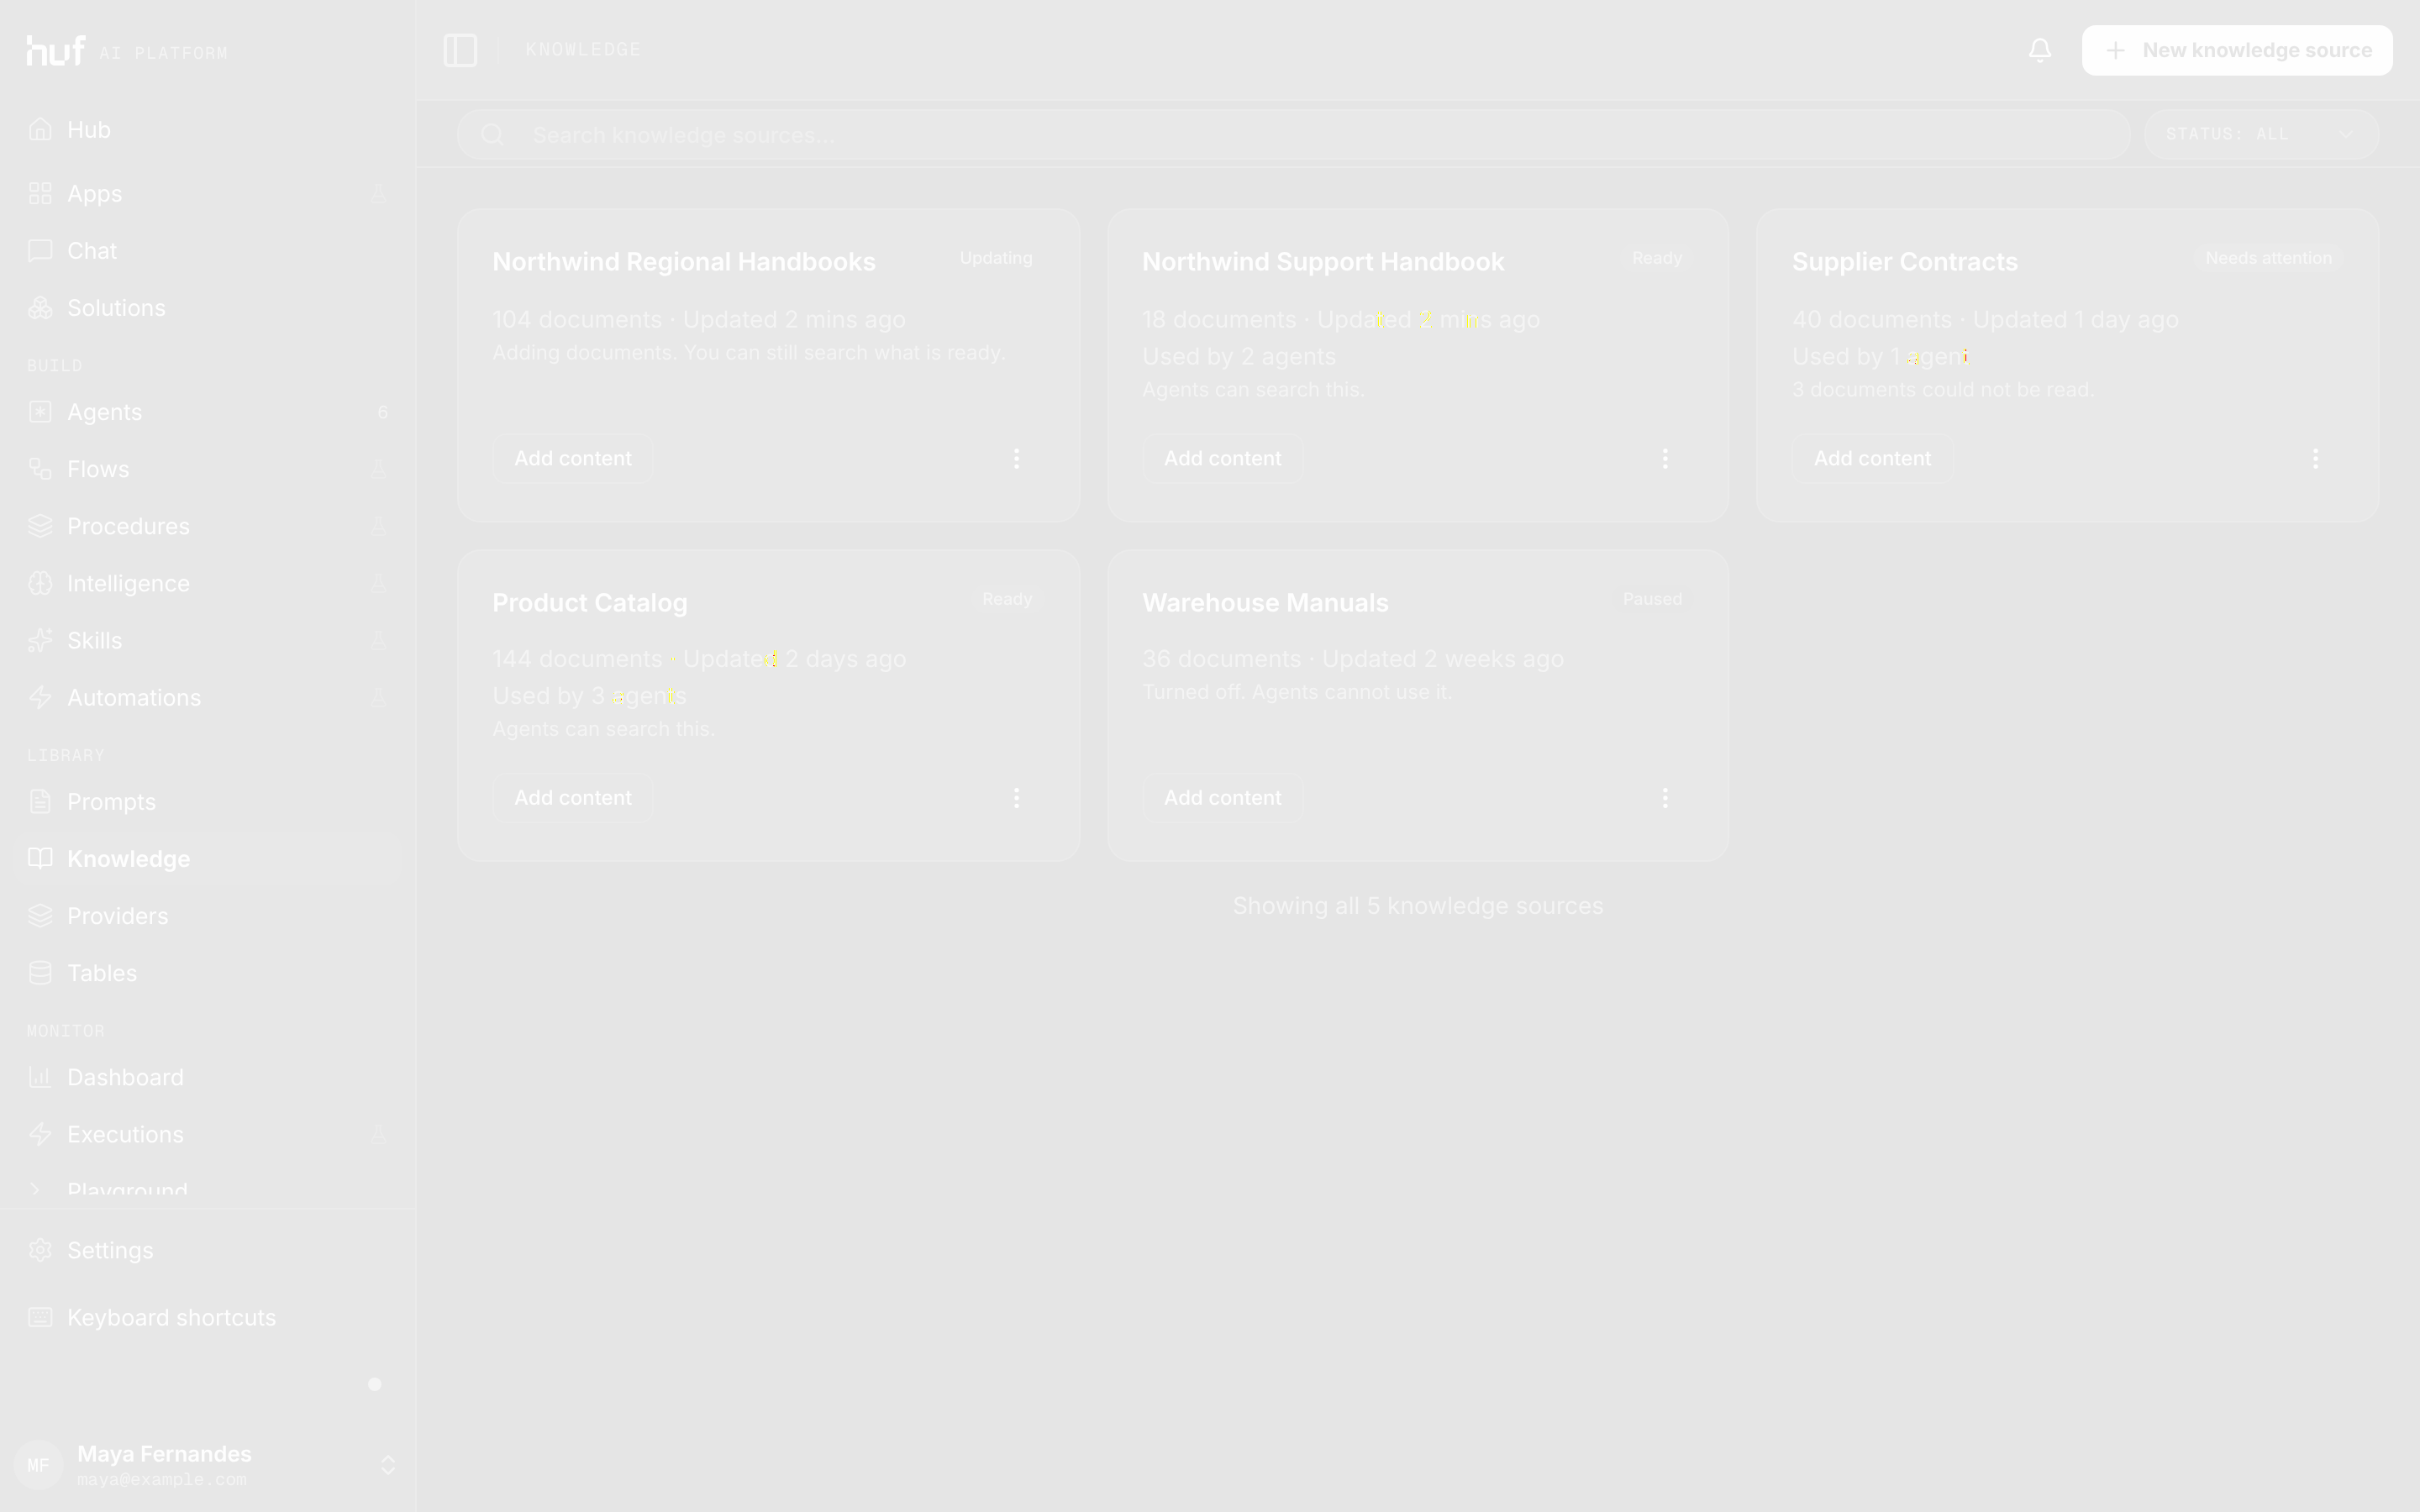 huf AI PLATFORM
Hub
Apps
Chat
Solutions
BUILD
Agents 6
Flows
Procedures
Intelligence
Skills
Automations
LIBRARY
Prompts
Knowledge
Providers
Tables
MONITOR
Dashboard
Executions
Playground
Settings
Keyboard shortcuts
MF Maya Fernandes
maya@example.com
KNOWLEDGE
New knowledge source
Search knowledge sources...
STATUS: ALL
Northwind Regional Handbooks Updating
104 documents · Updated 2 mins ago
Adding documents. You can still search what is ready.
Add content
Northwind Support Handbook Ready
18 documents · Updated 2 mins ago
Used by 2 agents
Agents can search this.
Add content
Supplier Contracts Needs attention
40 documents · Updated 1 day ago
Used by 1 agent
3 documents could not be read.
Add content
Product Catalog Ready
144 documents · Updated 2 days ago
Used by 3 agents
Agents can search this.
Add content
Warehouse Manuals Paused
36 documents · Updated 2 weeks ago
Turned off. Agents cannot use it.
Add content
Showing all 5 knowledge sources